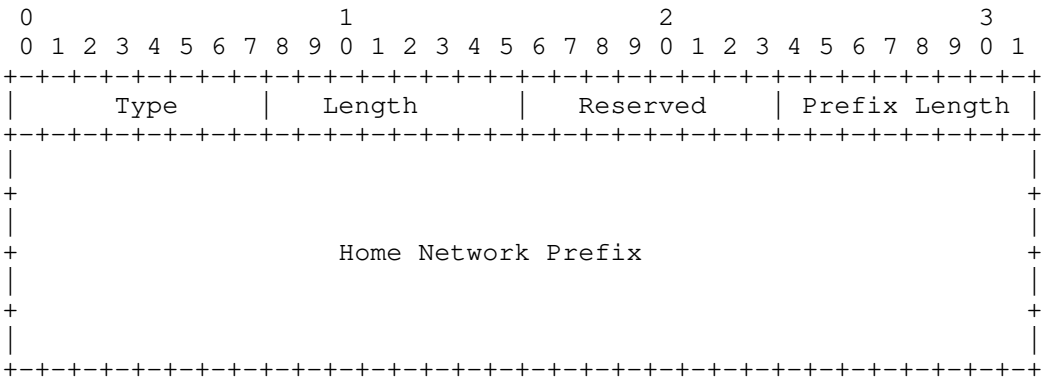 0                   1                   2                   3
 0 1 2 3 4 5 6 7 8 9 0 1 2 3 4 5 6 7 8 9 0 1 2 3 4 5 6 7 8 9 0 1
+-+-+-+-+-+-+-+-+-+-+-+-+-+-+-+-+-+-+-+-+-+-+-+-+-+-+-+-+-+-+-+-+
|      Type     |   Length      |   Reserved    | Prefix Length |
+-+-+-+-+-+-+-+-+-+-+-+-+-+-+-+-+-+-+-+-+-+-+-+-+-+-+-+-+-+-+-+-+
|                                                               |
+                                                               +
|                                                               |
+                    Home Network Prefix                        +
|                                                               |
+                                                               +
|                                                               |
+-+-+-+-+-+-+-+-+-+-+-+-+-+-+-+-+-+-+-+-+-+-+-+-+-+-+-+-+-+-+-+-+